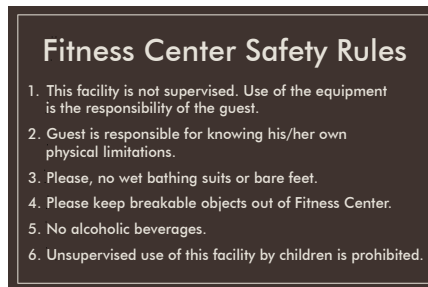 Fitness Center Safety Rules
1. This facility is not supervised. Use of the equipment
is the responsibility of the guest.
2. Guest is responsible for knowing his/her own
physical limitations.
3. Please, no wet bathing suits or bare feet.
4. Please keep breakable objects out of Fitness Center.
5. No alcoholic beverages.
6. Unsupervised use of this facility by children is prohibited.